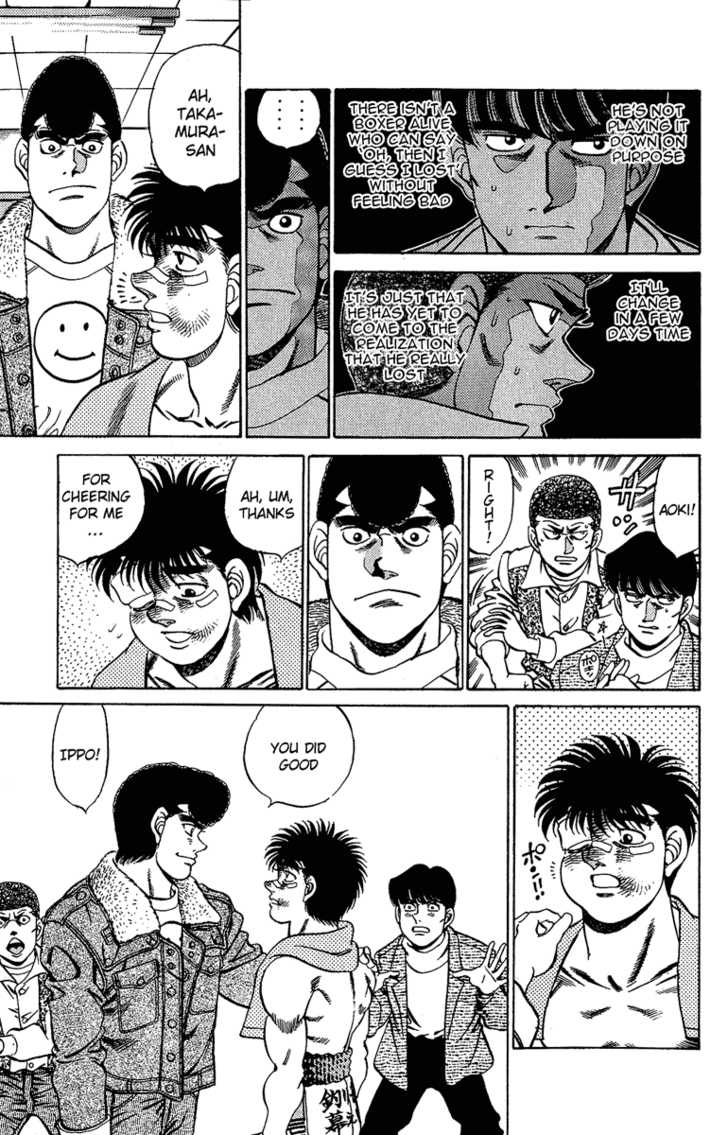 HE'S NOT
PLAYING IT
DOWN ON
PURPOSE
THERE ISN'T A
BOXER ALIVE
WHO CAN SAY
'OH, THEN I
GUESS I LOST'
WITHOUT
FEELING BAD
IT'LL
CHANGE
IN A FEW
DAYS TIME
IT'S JUST THAT
HE HAS YET TO
COME TO THE
REALIZATION
THAT HE REALLY
LOST
......
AH,
TAKA-
MURA-
SAN
AOKI!
RIGHT!
AH, UM,
THANKS
FOR
CHEERING
FOR ME
...
YOU DID
GOOD
IPPO!